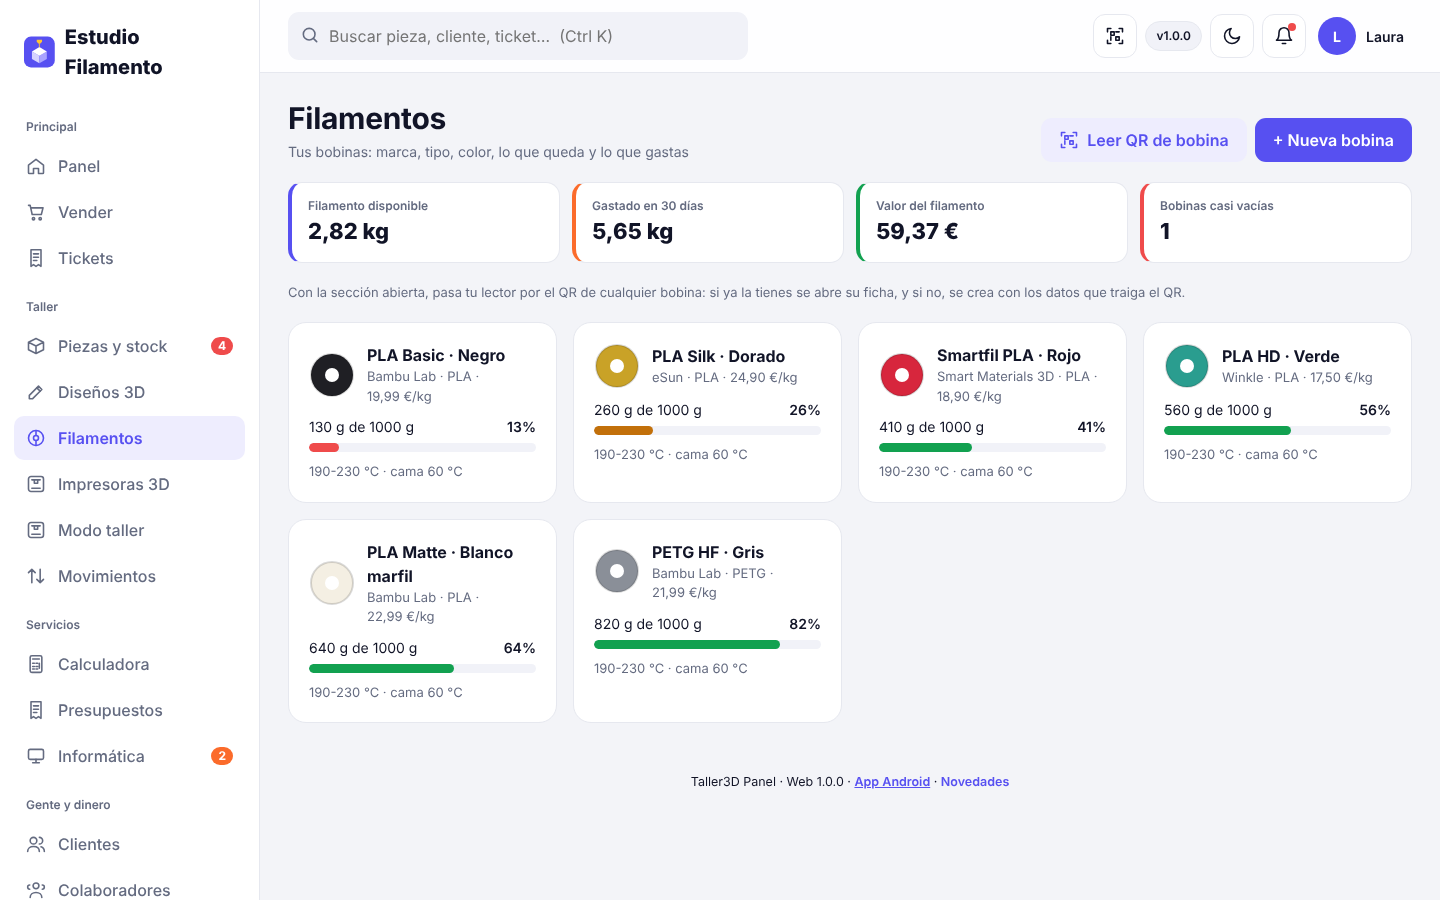 Estudio
Filamento
Buscar pieza, cliente, ticket... (Ctrl K)
v1.0.0
L
Laura
Principal
Panel
Vender
Tickets
Taller
Piezas y stock
4
Diseños 3D
Filamentos
Impresoras 3D
Modo taller
Movimientos
Servicios
Calculadora
Presupuestos
Informática
2
Gente y dinero
Clientes
Colaboradores
Filamentos
Tus bobinas: marca, tipo, color, lo que queda y lo que gastas
Leer QR de bobina
+ Nueva bobina
Filamento disponible
2,82 kg
Gastado en 30 días
5,65 kg
Valor del filamento
59,37 €
Bobinas casi vacías
1
Con la sección abierta, pasa tu lector por el QR de cualquier bobina: si ya la tienes se abre su ficha, y si no, se crea con los datos que traiga el QR.
PLA Basic · Negro
Bambu Lab · PLA ·
19,99 €/kg
130 g de 1000 g
13%
190-230 °C · cama 60 °C
PLA Silk · Dorado
eSun · PLA · 24,90 €/kg
260 g de 1000 g
26%
190-230 °C · cama 60 °C
Smartfil PLA · Rojo
Smart Materials 3D · PLA ·
18,90 €/kg
410 g de 1000 g
41%
190-230 °C · cama 60 °C
PLA HD · Verde
Winkle · PLA · 17,50 €/kg
560 g de 1000 g
56%
190-230 °C · cama 60 °C
PLA Matte · Blanco
marfil
Bambu Lab · PLA ·
22,99 €/kg
640 g de 1000 g
64%
190-230 °C · cama 60 °C
PETG HF · Gris
Bambu Lab · PETG ·
21,99 €/kg
820 g de 1000 g
82%
190-230 °C · cama 60 °C
Taller3D Panel · Web 1.0.0 · App Android · Novedades